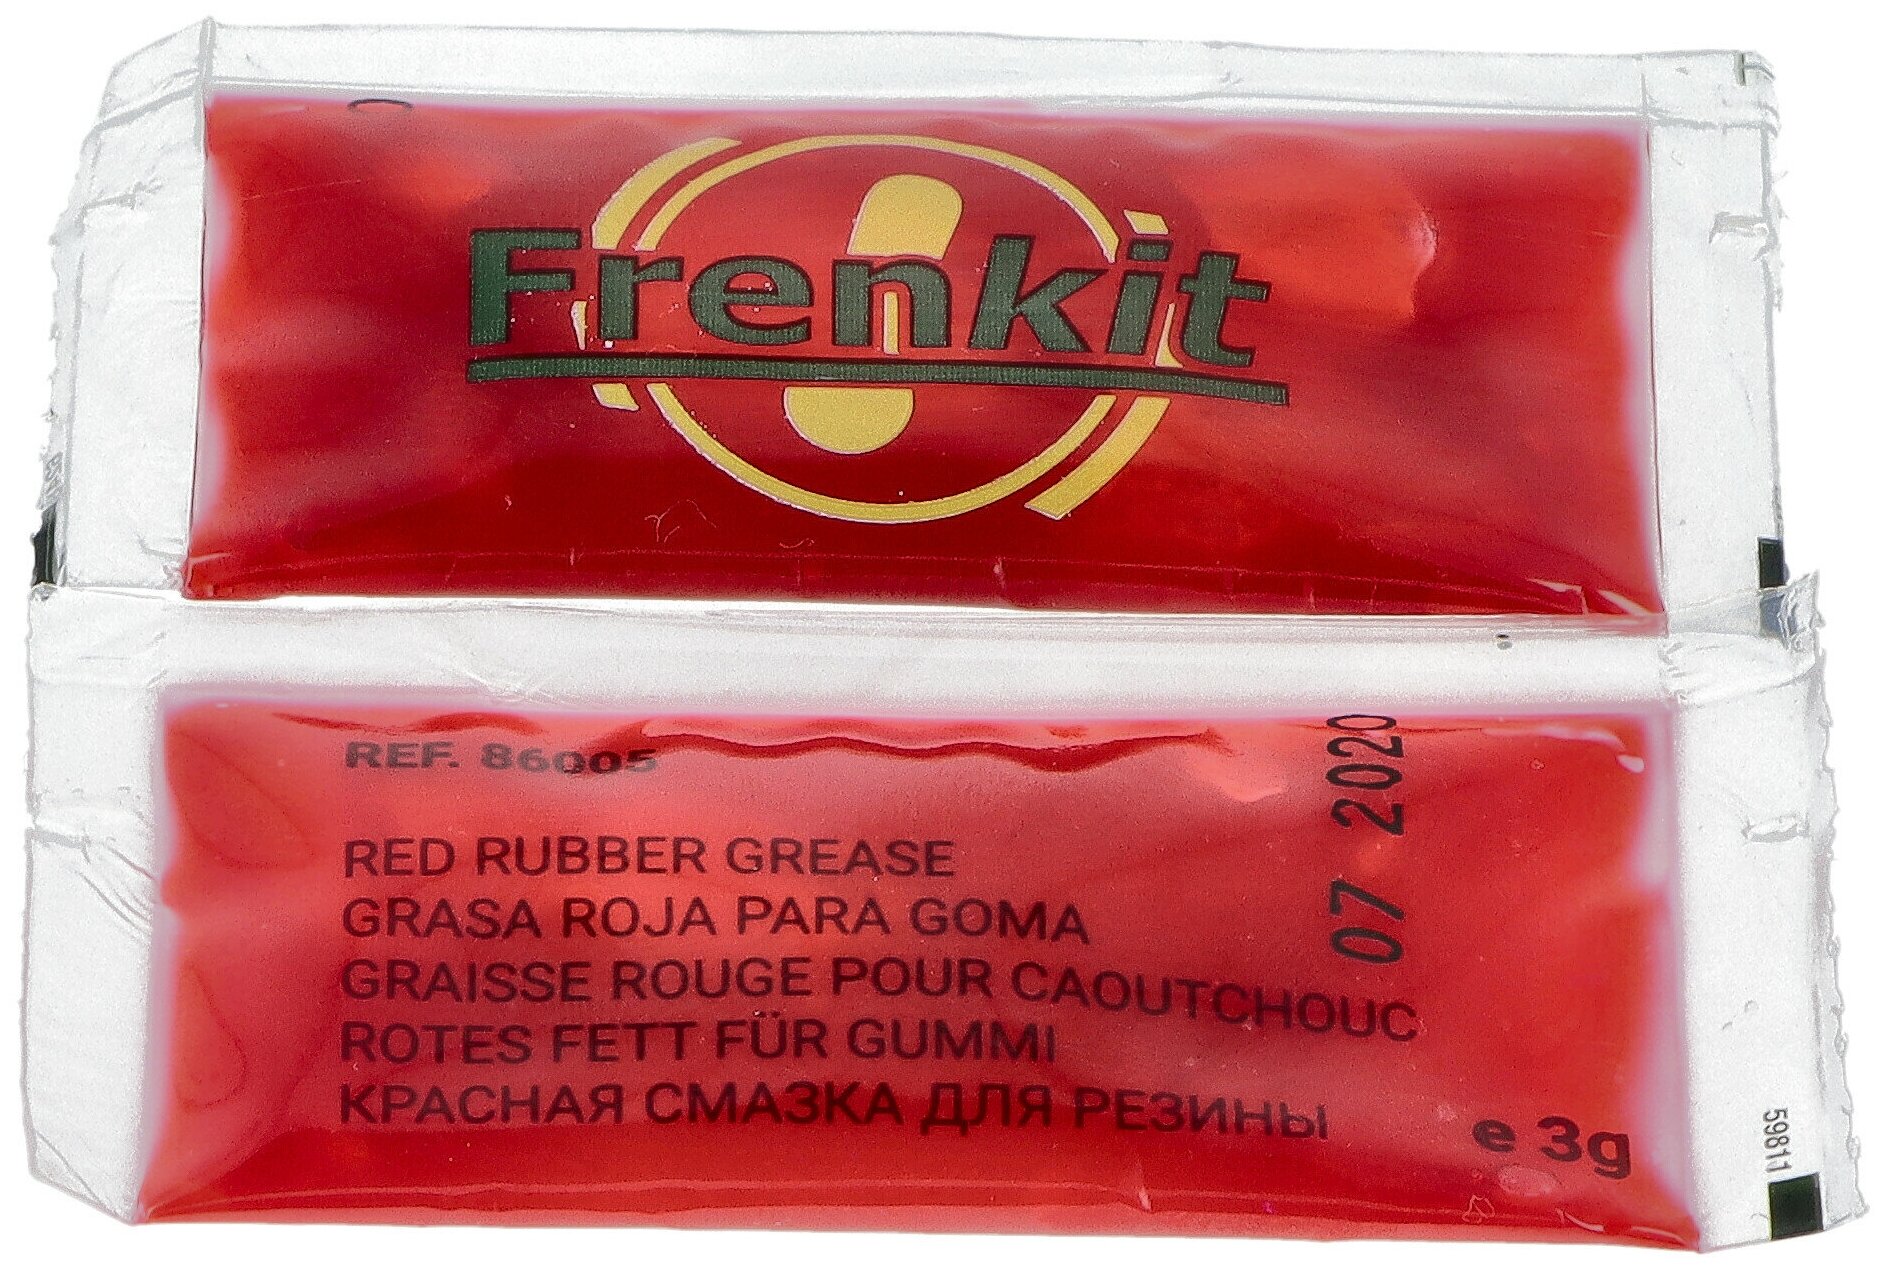 Frenkit
REF. 86005
07 2020
RED RUBBER GREASE
GRASA ROJA PARA GOMA
GRAISSE ROUGE POUR CAOUTCHOUC
ROTES FETT FÜR GUMMI
КРАСНАЯ СМАЗКА ДЛЯ РЕЗИНЫ
e 3g
59811